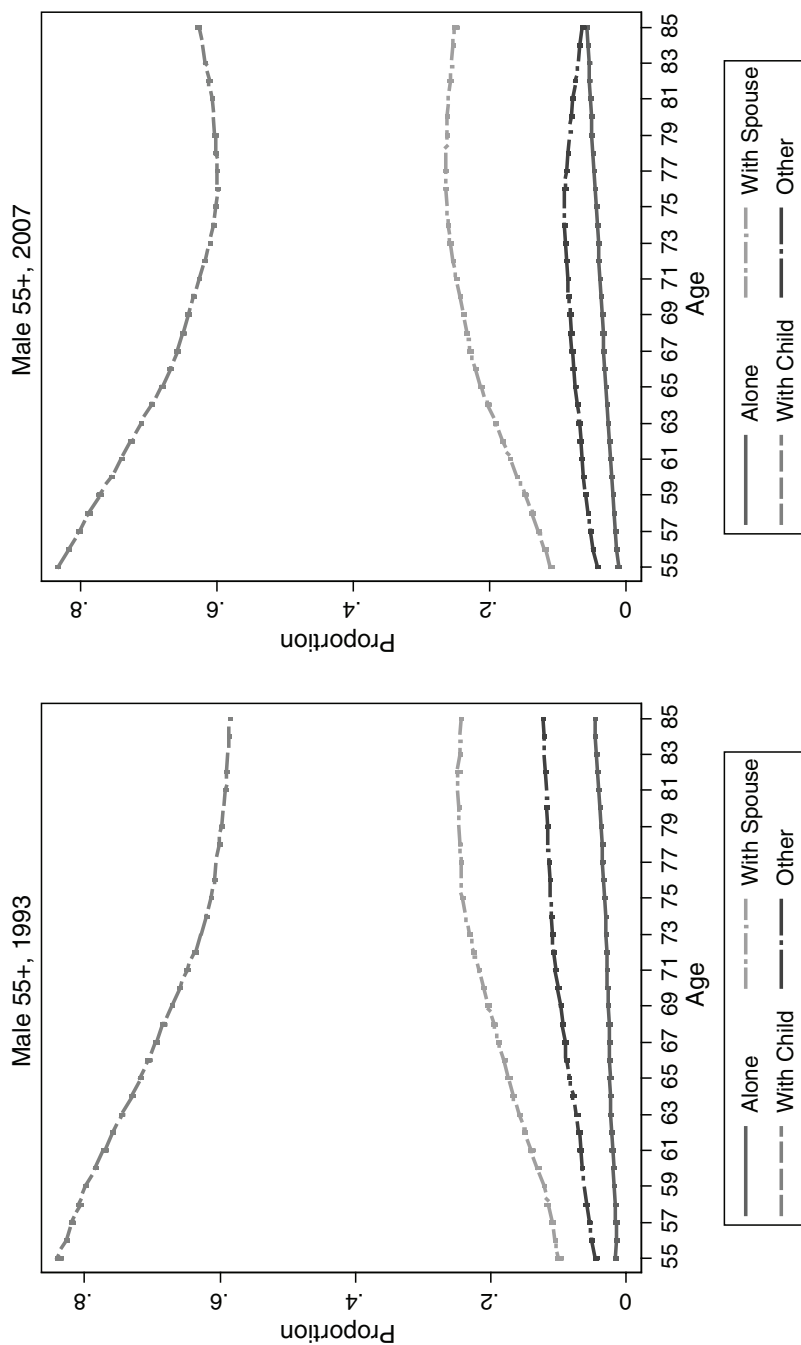 Male 55+, 1993
Proportion
.8
.6
.4
.2
0
55 57 59 61 63 65 67 69 71 73 75 77 79 81 83 85
Age
Alone With Spouse
With Child Other
Male 55+, 2007
Proportion
.8
.6
.4
.2
0
55 57 59 61 63 65 67 69 71 73 75 77 79 81 83 85
Age
Alone With Spouse
With Child Other